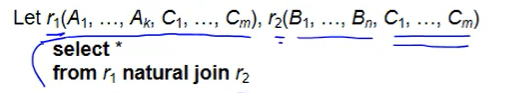 Let r₁(A₁, …, Aₖ, C₁, …, Cₘ), r₂(B₁, …, Bₙ, C₁, …, Cₘ)
select *
from r₁ natural join r₂